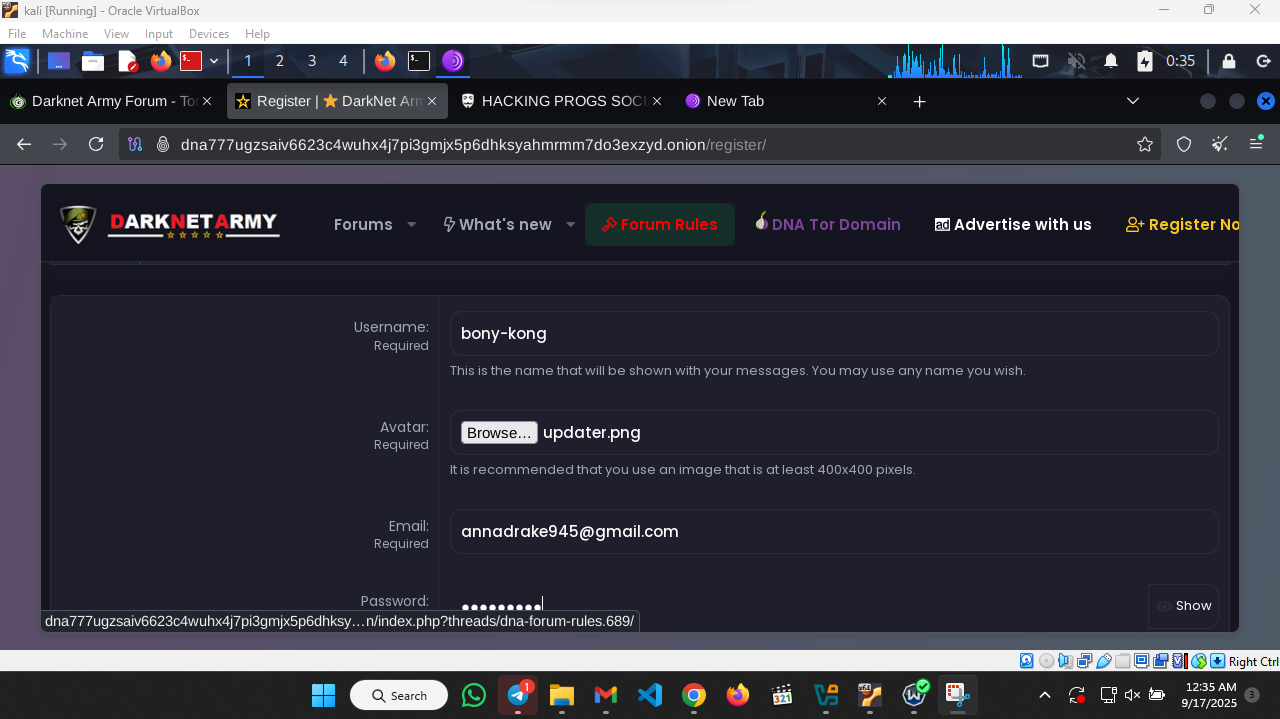 kali [Running] - Oracle VirtualBox
File Machine View Input Devices Help
1 2 3 4 0:35
Darknet Army Forum - Tor Register | DarkNet Arm HACKING PROGS SOCI New Tab
dna777ugzsaiv6623c4wuhx4j7pi3gmjx5p6dhksyahmrmm7do3exzyd.onion/register/
DARKNETARMY Forums What's new Forum Rules DNA Tor Domain Advertise with us Register No
Username:
Required
bony-kong
This is the name that will be shown with your messages. You may use any name you wish.
Avatar:
Required
Browse… updater.png
It is recommended that you use an image that is at least 400x400 pixels.
Email:
Required
annadrake945@gmail.com
Password:
•••••••••
Show
dna777ugzsaiv6623c4wuhx4j7pi3gmjx5p6dhksy…n/index.php?threads/dna-forum-rules.689/
Right Ctrl
Search
1
321
12:35 AM
9/17/2025
3